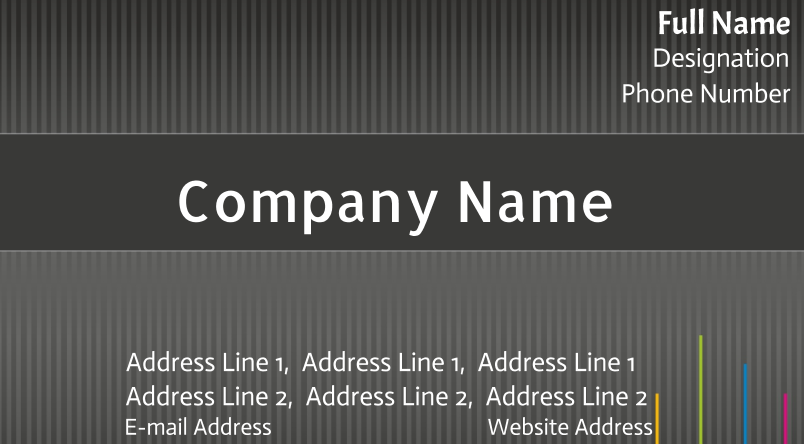 Full Name
Designation
Phone Number
Company Name
Address Line 1,  Address Line 1,  Address Line 1
Address Line 2,  Address Line 2,  Address Line 2
E-mail Address Website Address